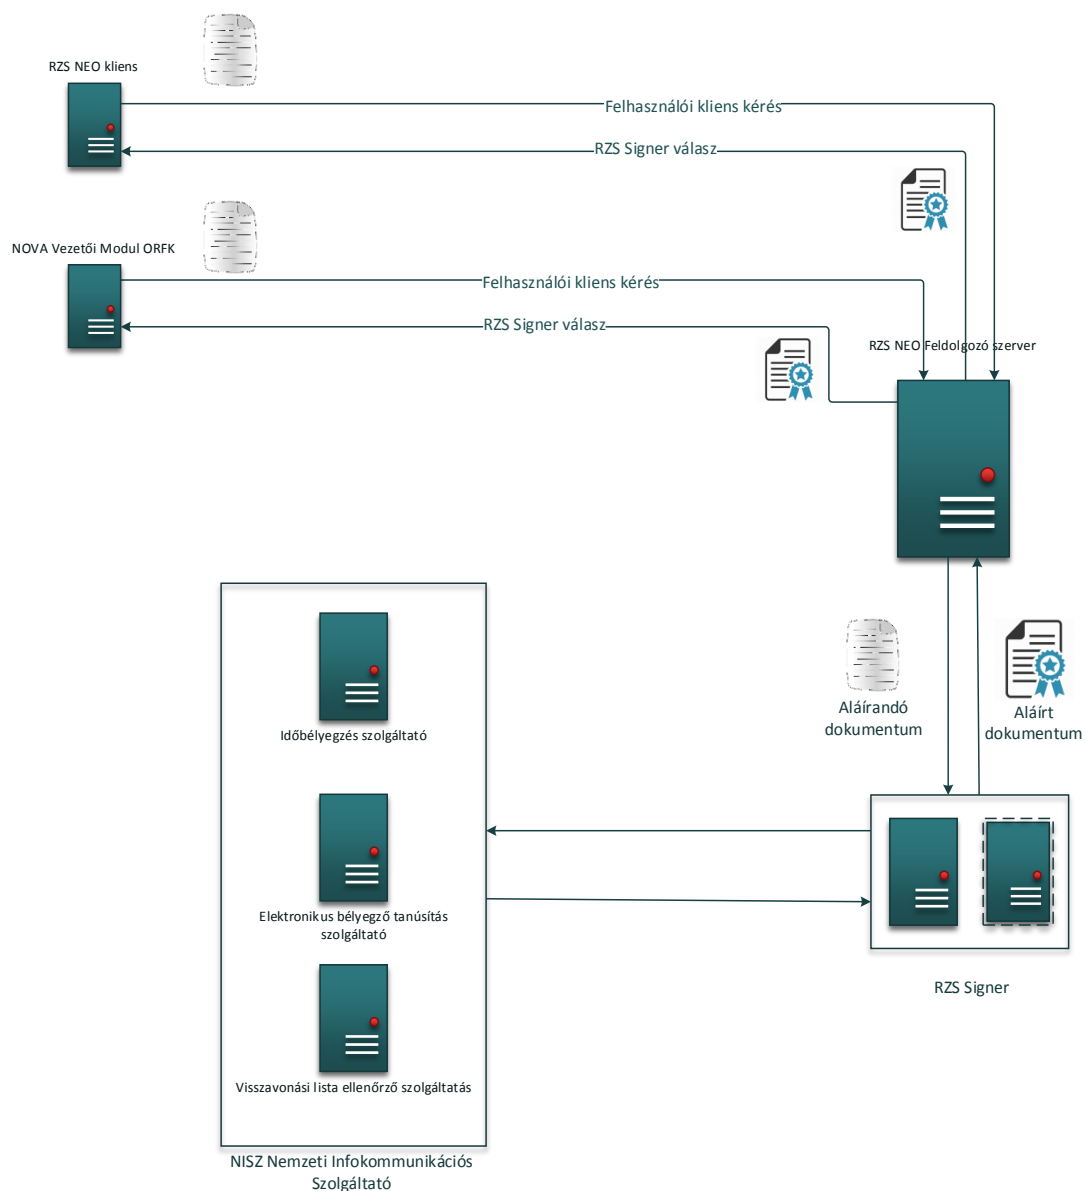 RZS NEO kliens
Felhasználói kliens kérés
RZS Signer válasz
NOVA Vezetői Modul ORFK
Felhasználói kliens kérés
RZS Signer válasz
RZS NEO Feldolgozó szerver
Időbélyegzés szolgáltató
Aláírandó
dokumentum
Aláírt
dokumentum
Elektronikus bélyegző tanúsítás
szolgáltató
RZS Signer
Visszavonási lista ellenőrző szolgáltatás
NISZ Nemzeti Infokommunikációs
Szolgáltató